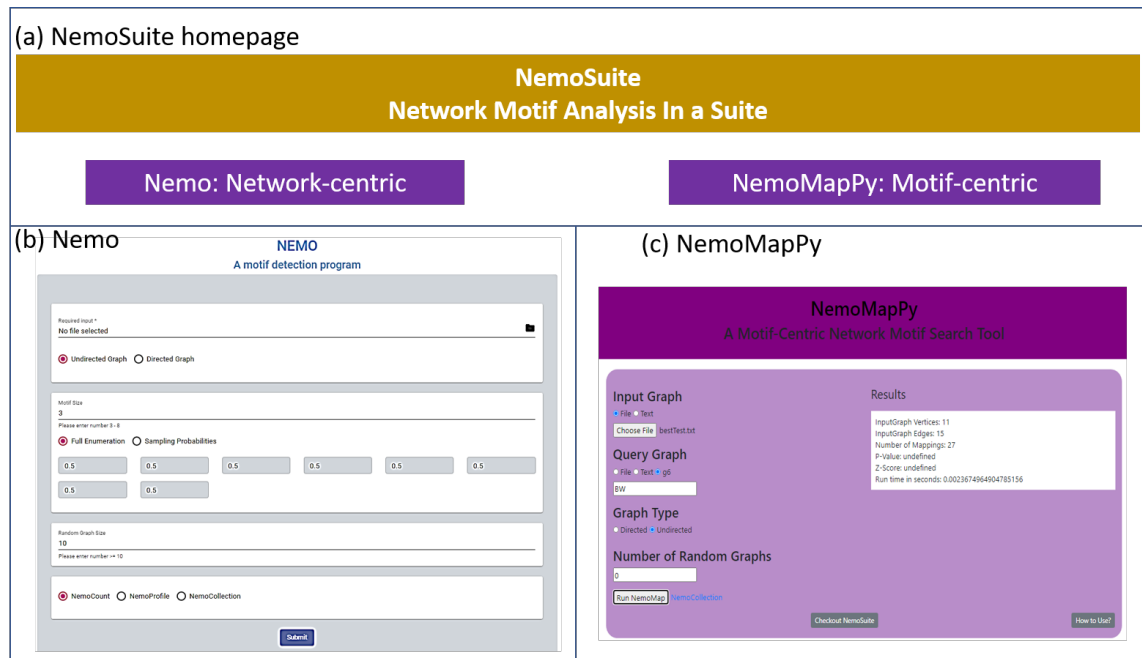 (a) NemoSuite homepage
NemoSuite
Network Motif Analysis In a Suite
Nemo: Network-centric
NemoMapPy: Motif-centric
(b) Nemo
NEMO
A motif detection program
Required input *
No file selected
Undirected Graph Directed Graph
Motif Size
3
Please enter number 3 - 8
Full Enumeration Sampling Probabilities
0.5 0.5 0.5 0.5 0.5 0.5
0.5 0.5
Random Graph Size
10
Please enter number >= 10
NemoCount NemoProfile NemoCollection
Submit
(c) NemoMapPy
NemoMapPy
A Motif-Centric Network Motif Search Tool
Input Graph
File Text
Choose File bestTest.txt
Query Graph
File Text g6
BW
Graph Type
Directed Undirected
Number of Random Graphs
0
Run NemoMap NemoCollection
Results
InputGraph Vertices: 11
InputGraph Edges: 15
Number of Mappings: 27
P-Value: undefined
Z-Score: undefined
Run time in seconds: 0.0023674964904785156
Checkout NemoSuite
How to Use?